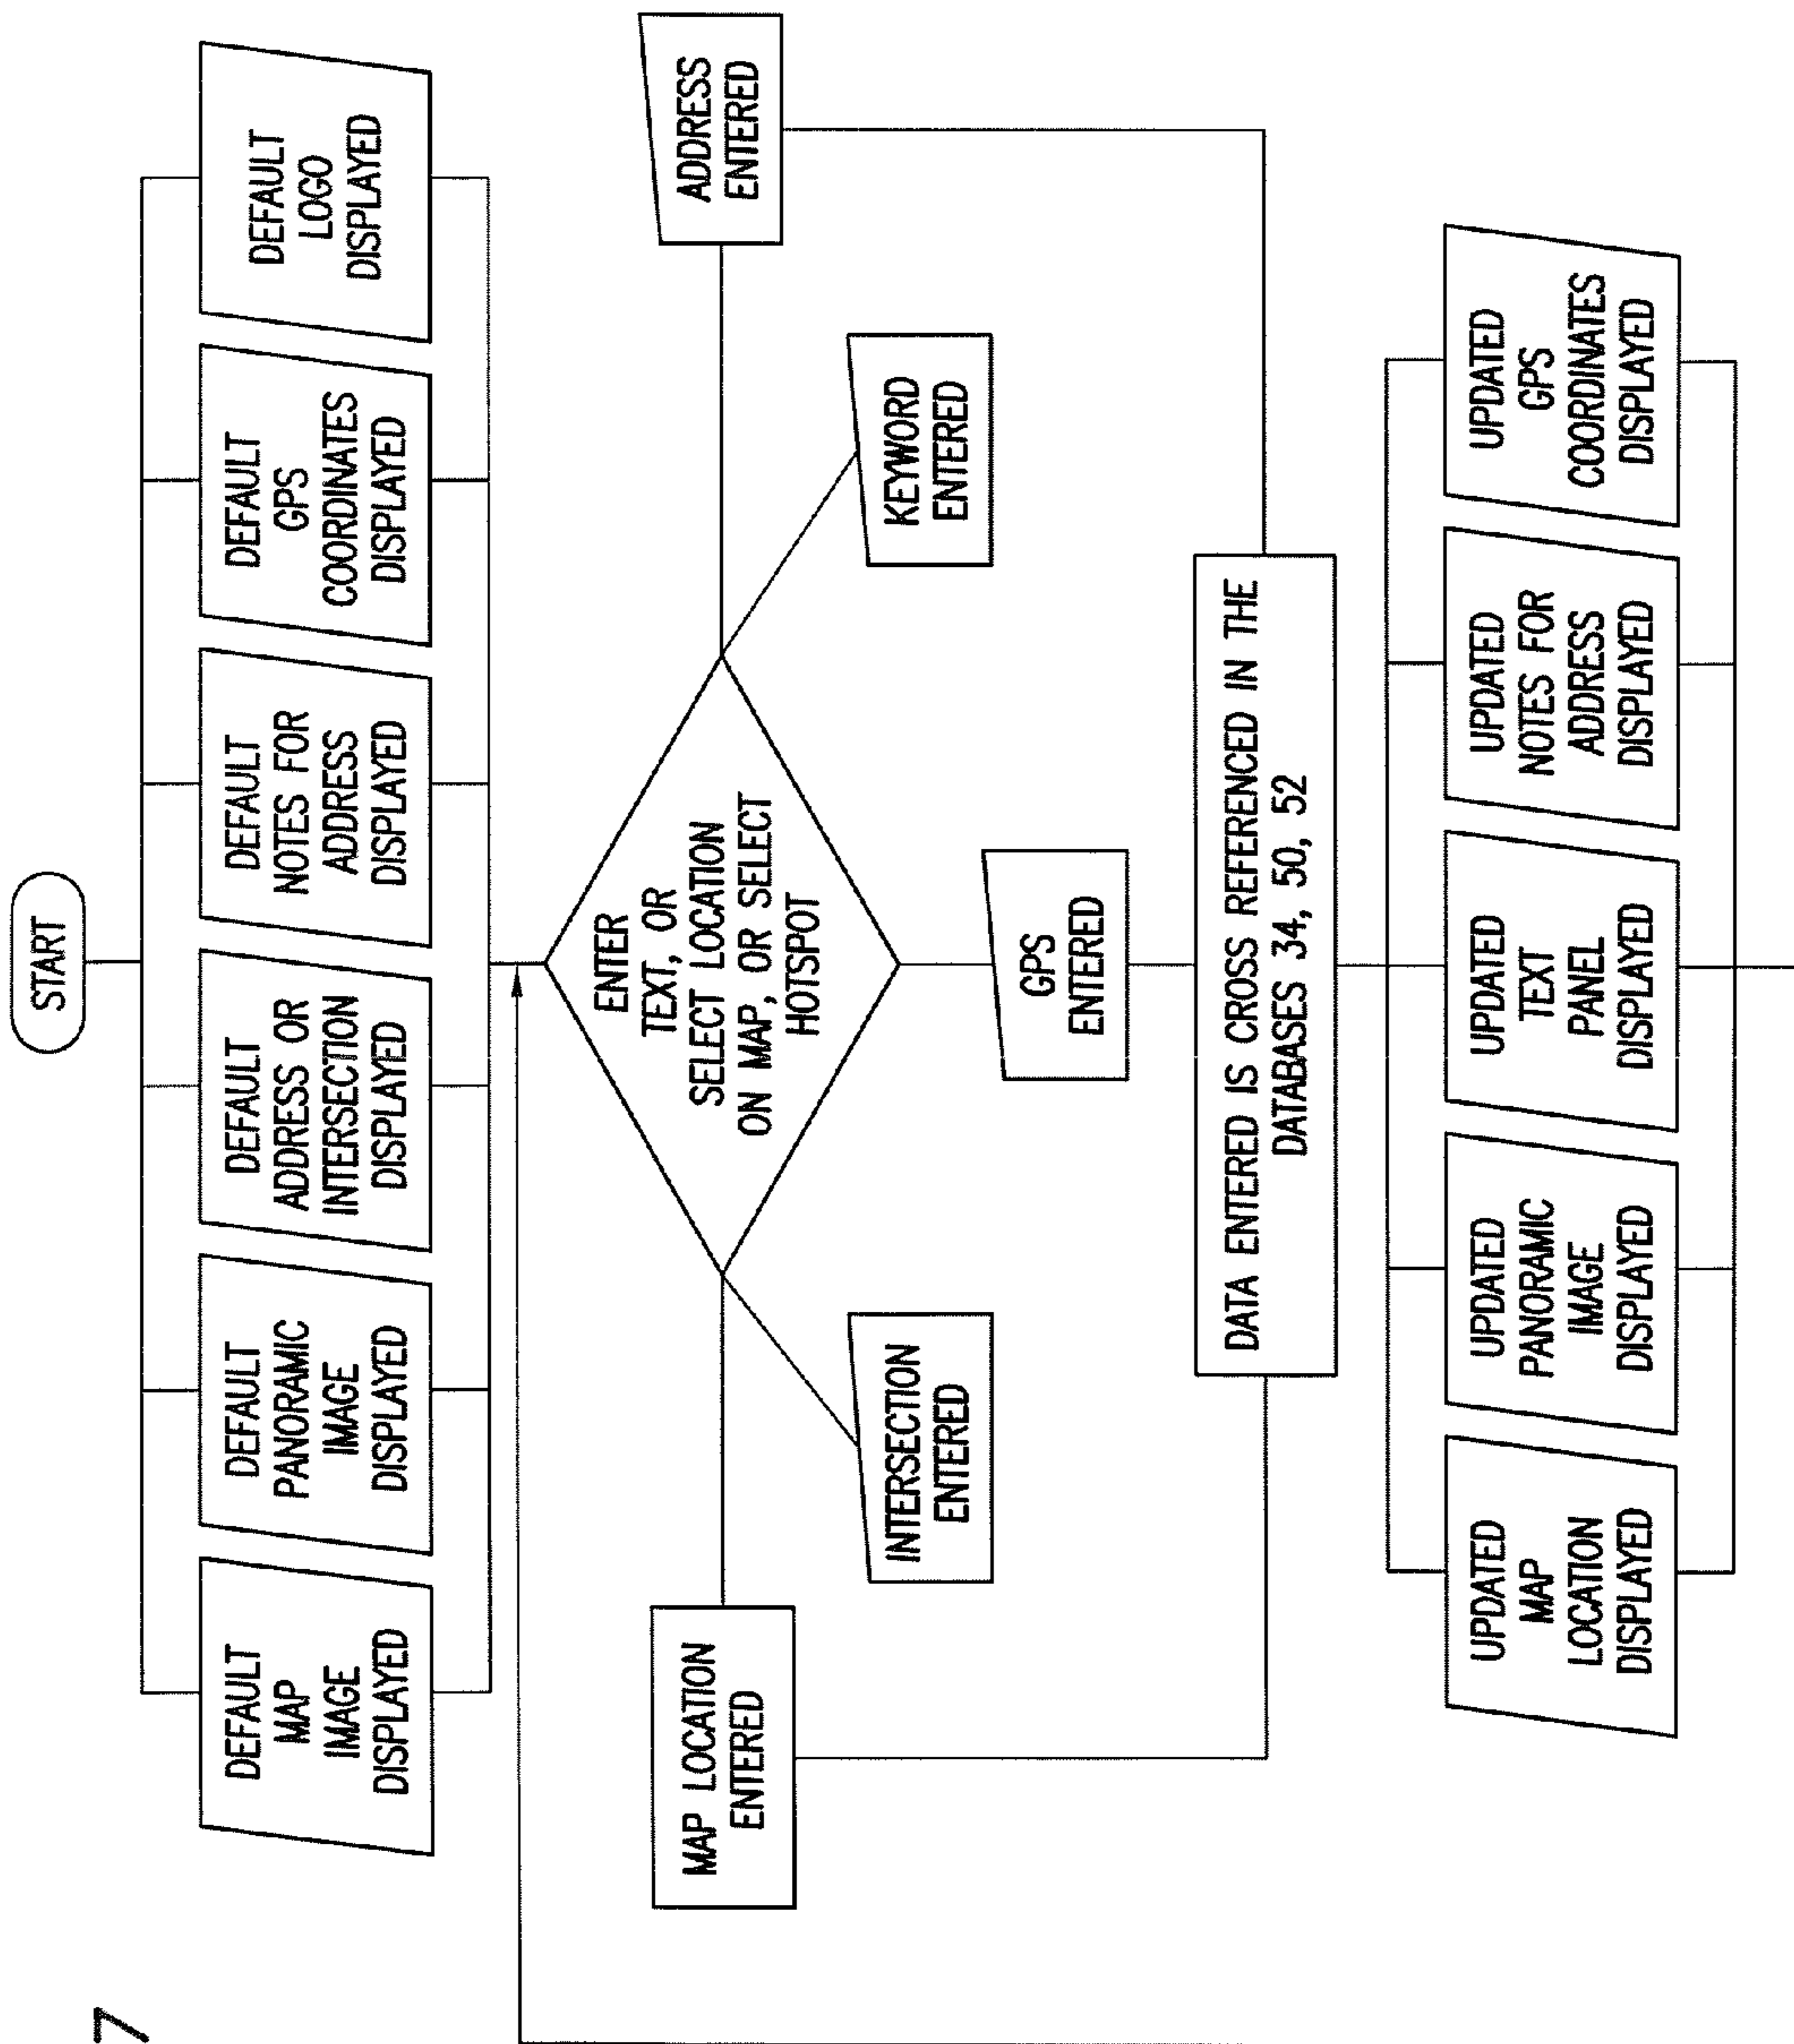 7
START
DEFAULT
MAP
IMAGE
DISPLAYED
DEFAULT
PANORAMIC
IMAGE
DISPLAYED
DEFAULT
ADDRESS OR
INTERSECTION
DISPLAYED
DEFAULT
NOTES FOR
ADDRESS
DISPLAYED
DEFAULT
GPS
COORDINATES
DISPLAYED
DEFAULT
LOGO
DISPLAYED
ENTER
TEXT, OR
SELECT LOCATION
ON MAP, OR SELECT
HOTSPOT
MAP LOCATION
ENTERED
INTERSECTION
ENTERED
GPS
ENTERED
KEYWORD
ENTERED
ADDRESS
ENTERED
DATA ENTERED IS CROSS REFERENCED IN THE
DATABASES 34, 50, 52
UPDATED
MAP
LOCATION
DISPLAYED
UPDATED
PANORAMIC
IMAGE
DISPLAYED
UPDATED
TEXT
PANEL
DISPLAYED
UPDATED
NOTES FOR
ADDRESS
DISPLAYED
UPDATED
GPS
COORDINATES
DISPLAYED